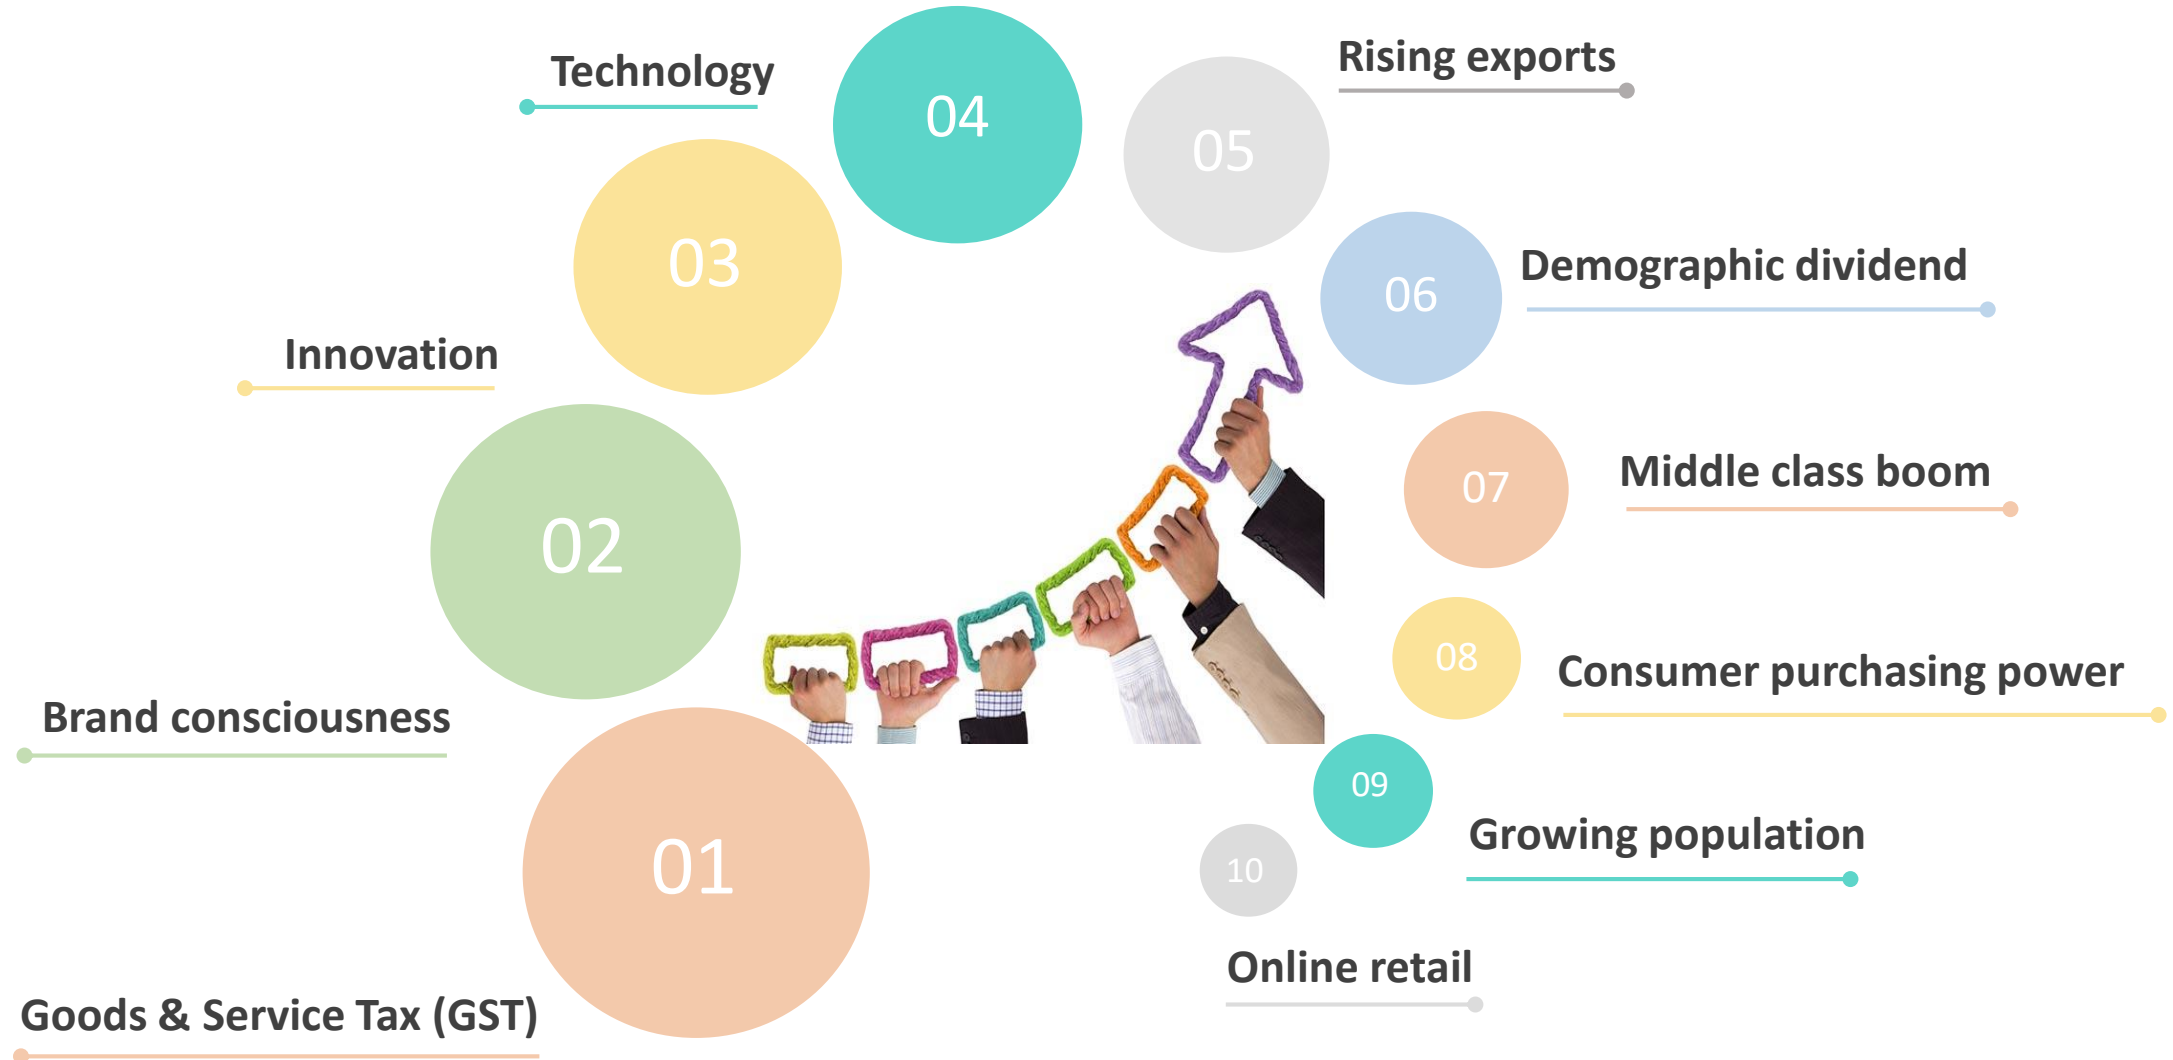 Technology
04
Rising exports
05
03
Demographic dividend
06
Innovation
Middle class boom
07
02
Consumer purchasing power
08
Brand consciousness
09
Growing population
01
10
Online retail
Goods & Service Tax (GST)